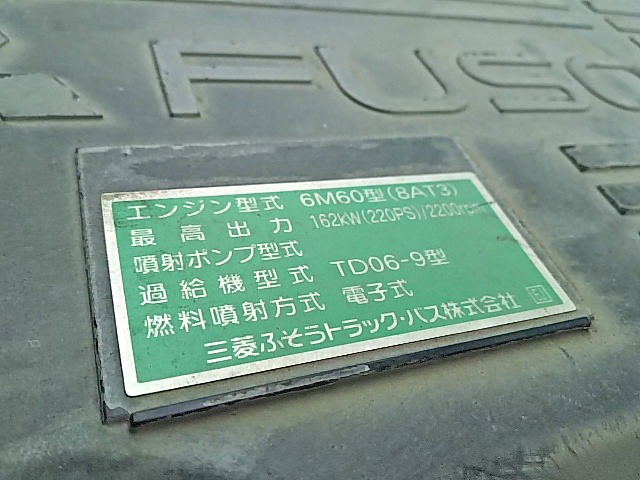 FUSO
エンジン型式 6M60型(8AT3)
最高出力 162kW(220PS)/2200rpm
噴射ポンプ型式
過給機型式 TD06-9型
燃料噴射方式 電子式
三菱ふそうトラック・バス株式会社